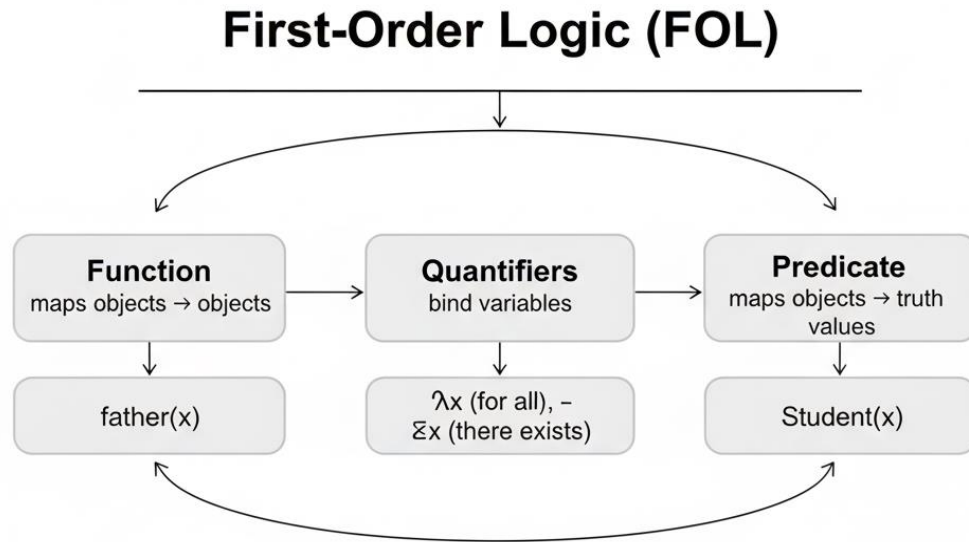 First-Order Logic (FOL)
Function
maps objects → objects
Quantifiers
bind variables
Predicate
maps objects → truth
values
father(x)
λx (for all), –
Σx (there exists)
Student(x)